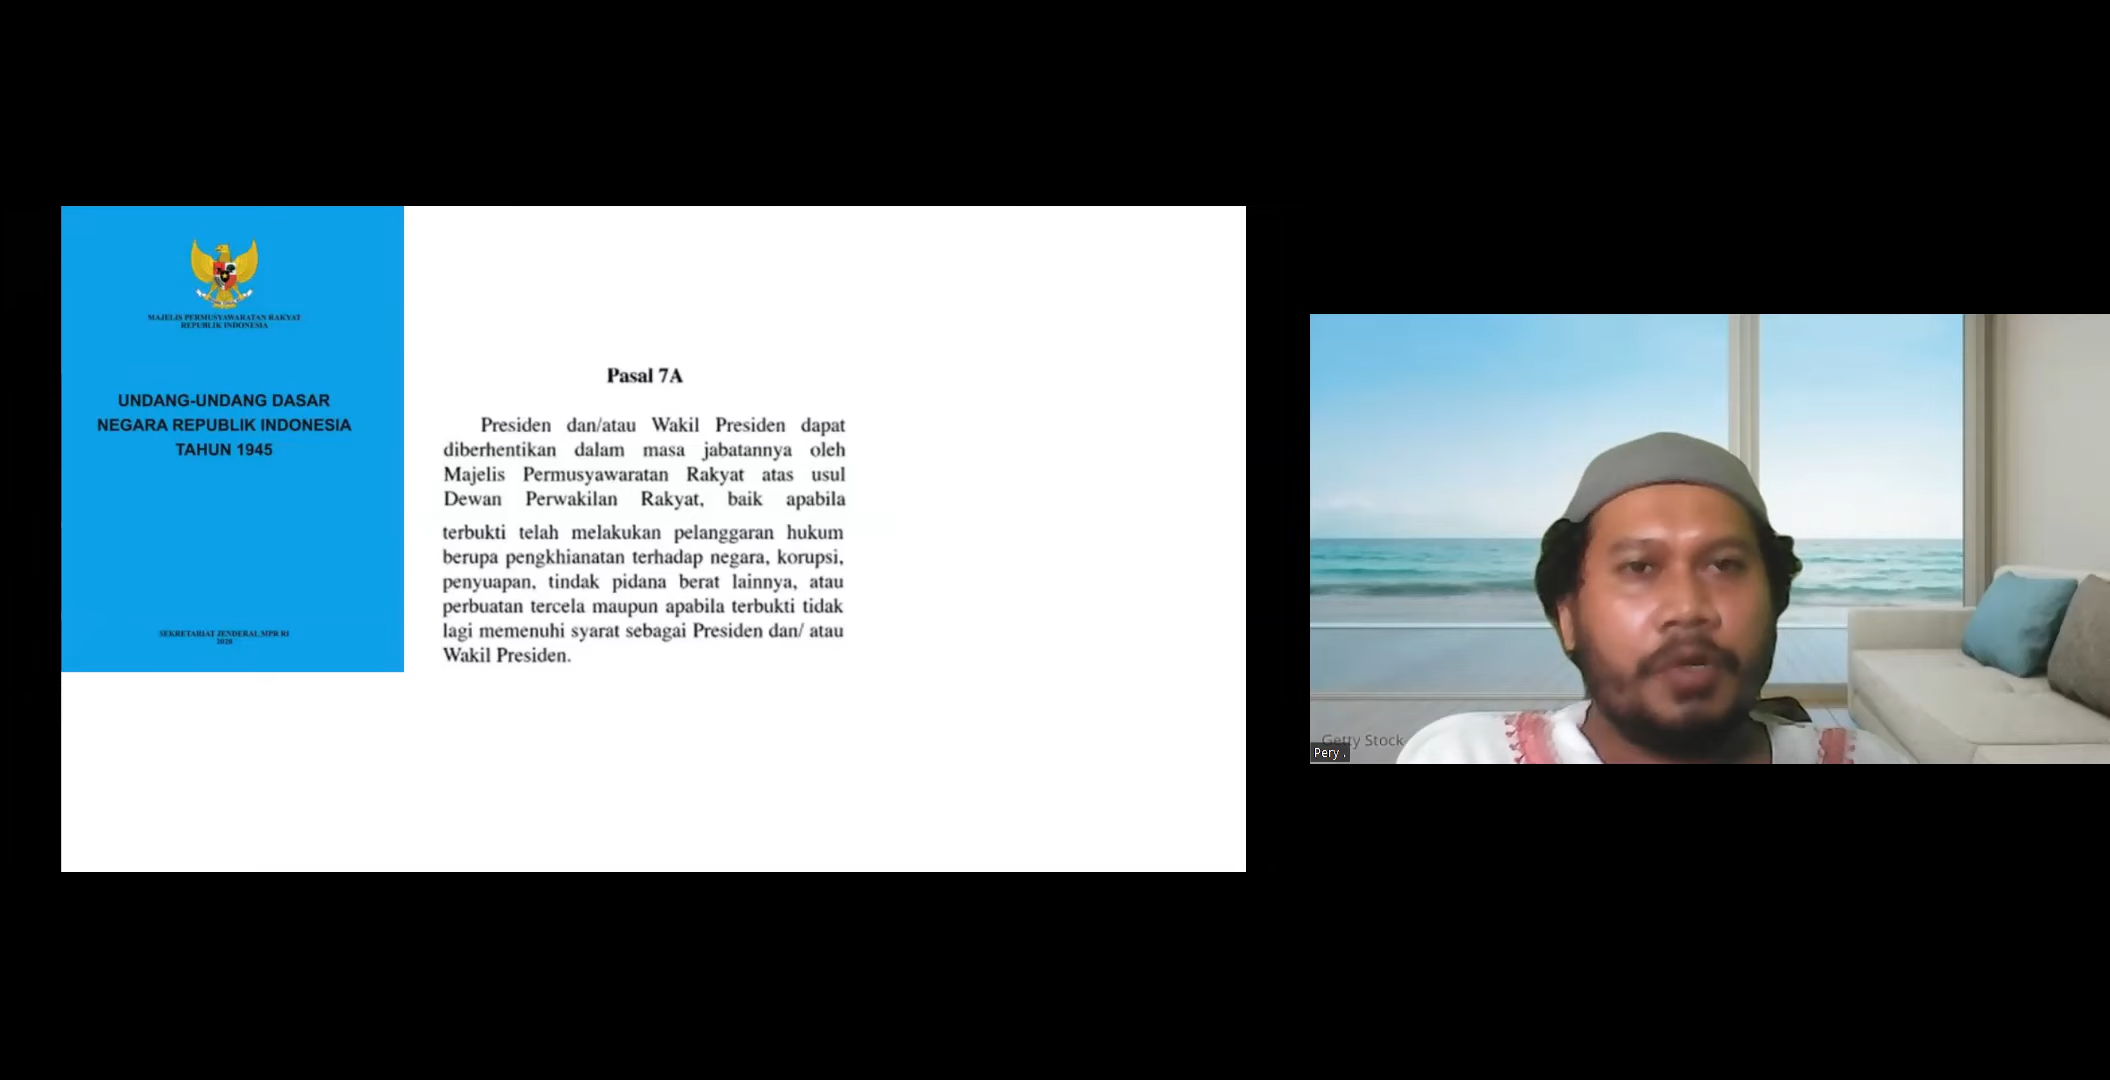 MAJELIS PERMUSYAWARATAN RAKYAT
REPUBLIK INDONESIA
UNDANG-UNDANG DASAR
NEGARA REPUBLIK INDONESIA
TAHUN 1945
SEKRETARIAT JENDERAL MPR RI
2020
Pasal 7A
Presiden dan/atau Wakil Presiden dapat
diberhentikan dalam masa jabatannya oleh
Majelis Permusyawaratan Rakyat atas usul
Dewan Perwakilan Rakyat, baik apabila
terbukti telah melakukan pelanggaran hukum
berupa pengkhianatan terhadap negara, korupsi,
penyuapan, tindak pidana berat lainnya, atau
perbuatan tercela maupun apabila terbukti tidak
lagi memenuhi syarat sebagai Presiden dan/ atau
Wakil Presiden.
Getty Stock
Pery .